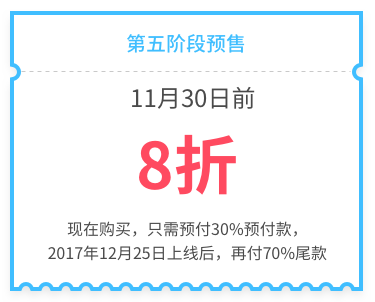 第五阶段预售
11月30日前
8折
现在购买，只需预付30%预付款，
2017年12月25日上线后，再付70%尾款